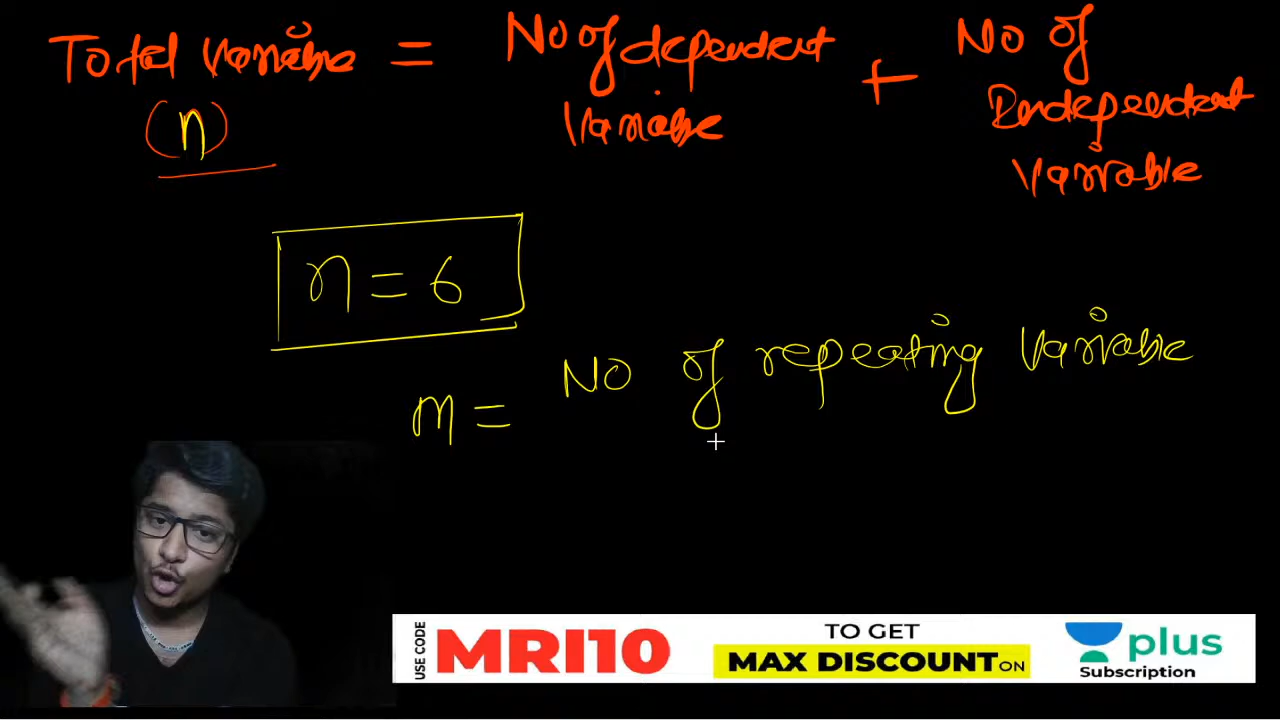 Total Variable = No of dependent Variable + No of Independent Variable
(n)
n = 6
m = No of repeating Variable
USE CODE
MRI10
TO GET
MAX DISCOUNT ON
plus
Subscription